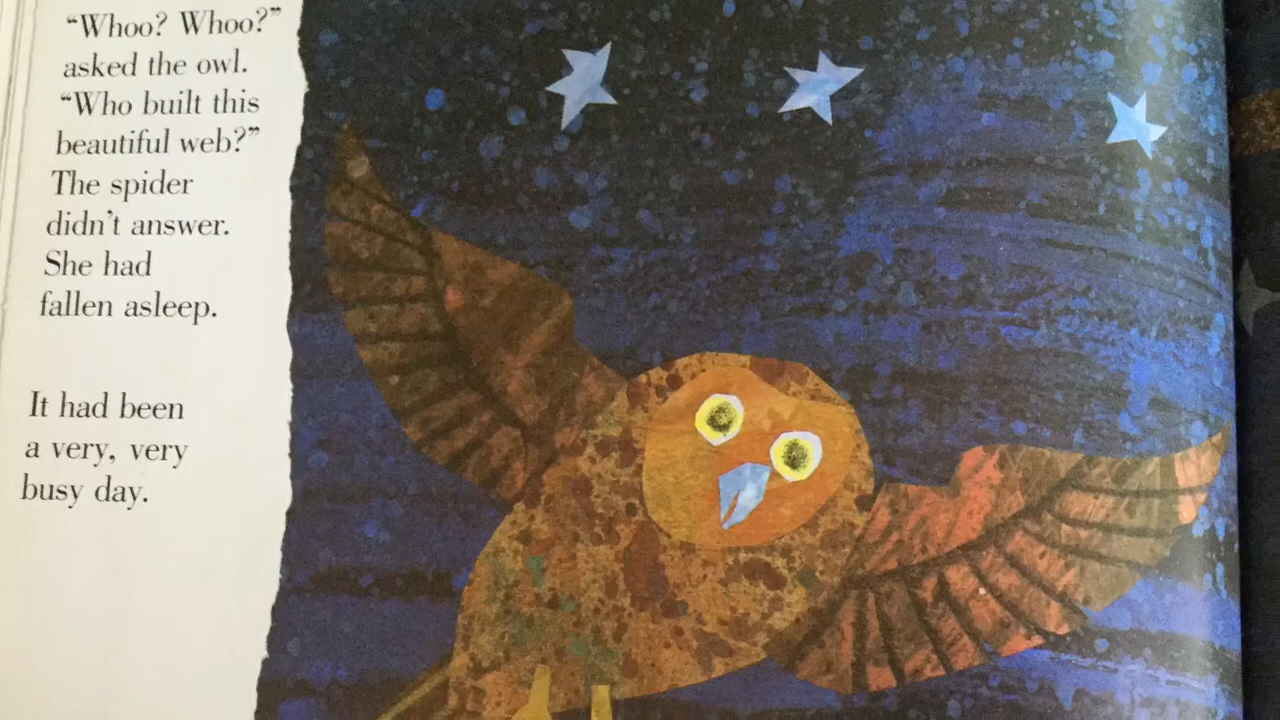 “Whoo? Whoo?”
asked the owl.
“Who built this
beautiful web?”
The spider
didn’t answer.
She had
fallen asleep.
It had been
a very, very
busy day.